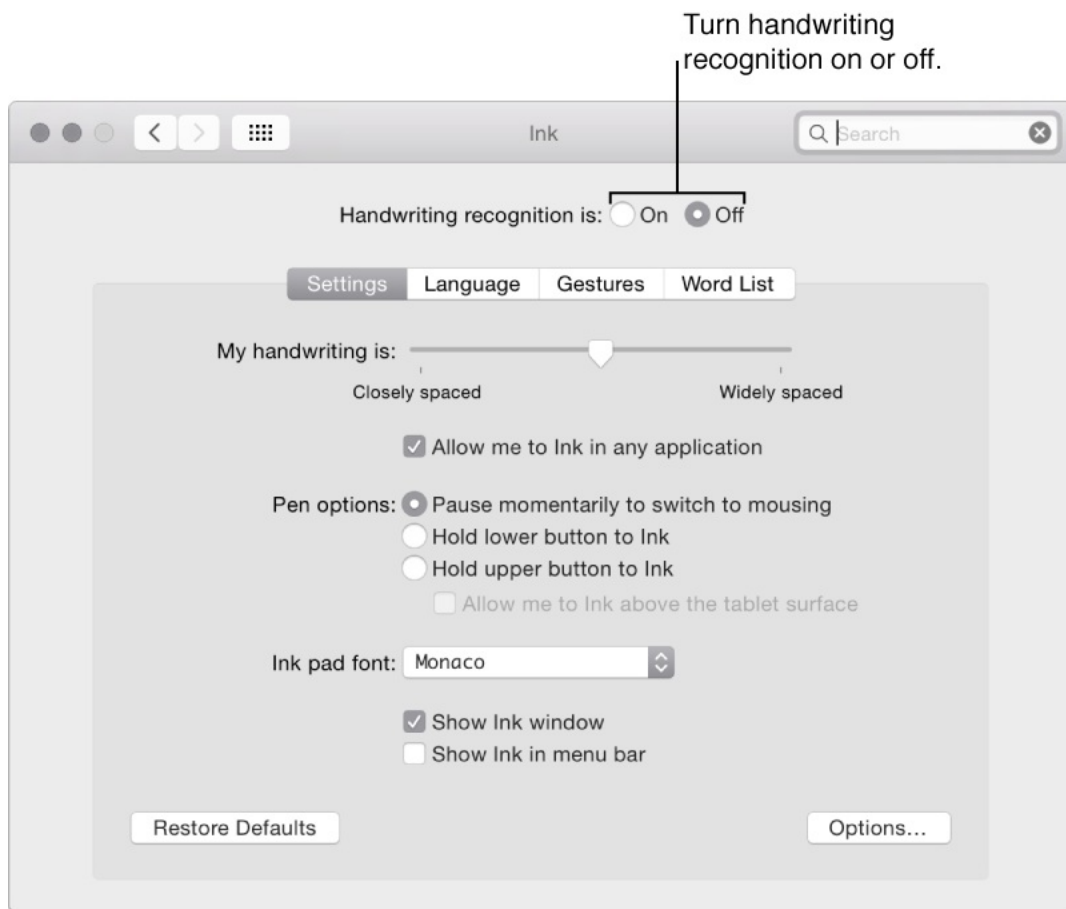 Turn handwriting
recognition on or off.
Ink
Search
Handwriting recognition is: On Off
Settings Language Gestures Word List
My handwriting is:
Closely spaced Widely spaced
Allow me to Ink in any application
Pen options: Pause momentarily to switch to mousing
Hold lower button to Ink
Hold upper button to Ink
Allow me to Ink above the tablet surface
Ink pad font: Monaco
Show Ink window
Show Ink in menu bar
Restore Defaults Options...